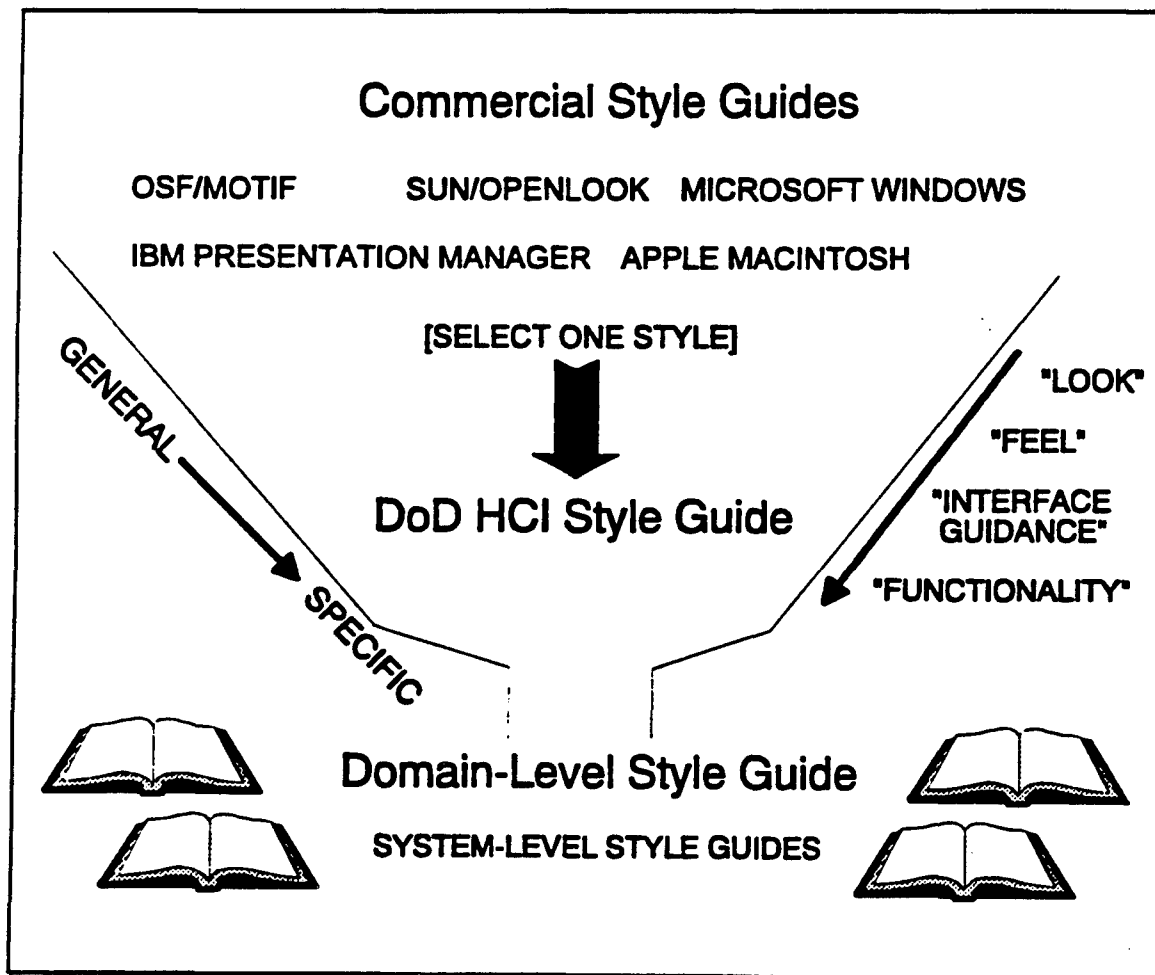 Commercial Style Guides
OSF/MOTIF SUN/OPENLOOK MICROSOFT WINDOWS
IBM PRESENTATION MANAGER APPLE MACINTOSH
[SELECT ONE STYLE]
GENERAL
SPECIFIC
"LOOK"
"FEEL"
"INTERFACE
GUIDANCE"
"FUNCTIONALITY"
DoD HCI Style Guide
Domain-Level Style Guide
SYSTEM-LEVEL STYLE GUIDES